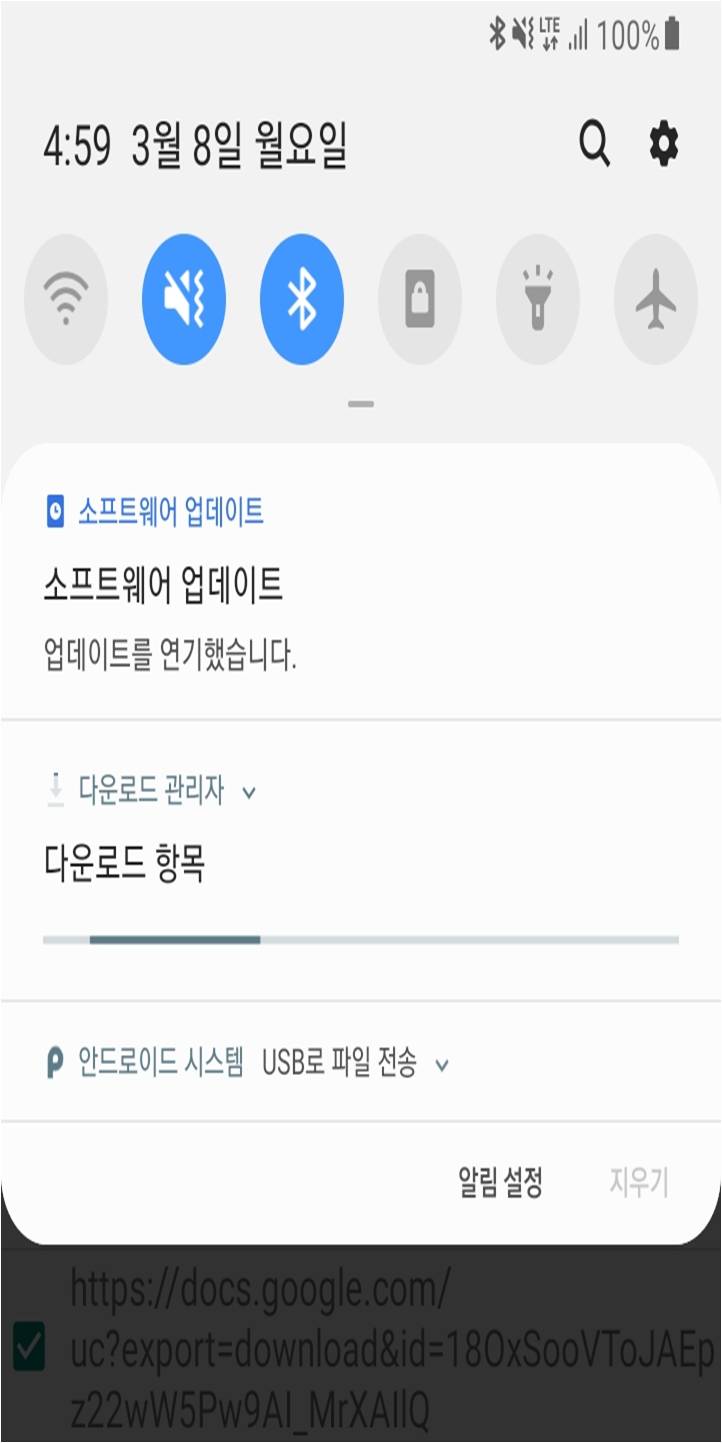 LTE 100%
4:59 3월 8일 월요일
소프트웨어 업데이트
소프트웨어 업데이트
업데이트를 연기했습니다.
다운로드 관리자
다운로드 항목
안드로이드 시스템 USB로 파일 전송
알림 설정 지우기
https://docs.google.com/
uc?export=download&id=18OxSooVToJAEp
z22wW5Pw9AI_MrXAIlQ